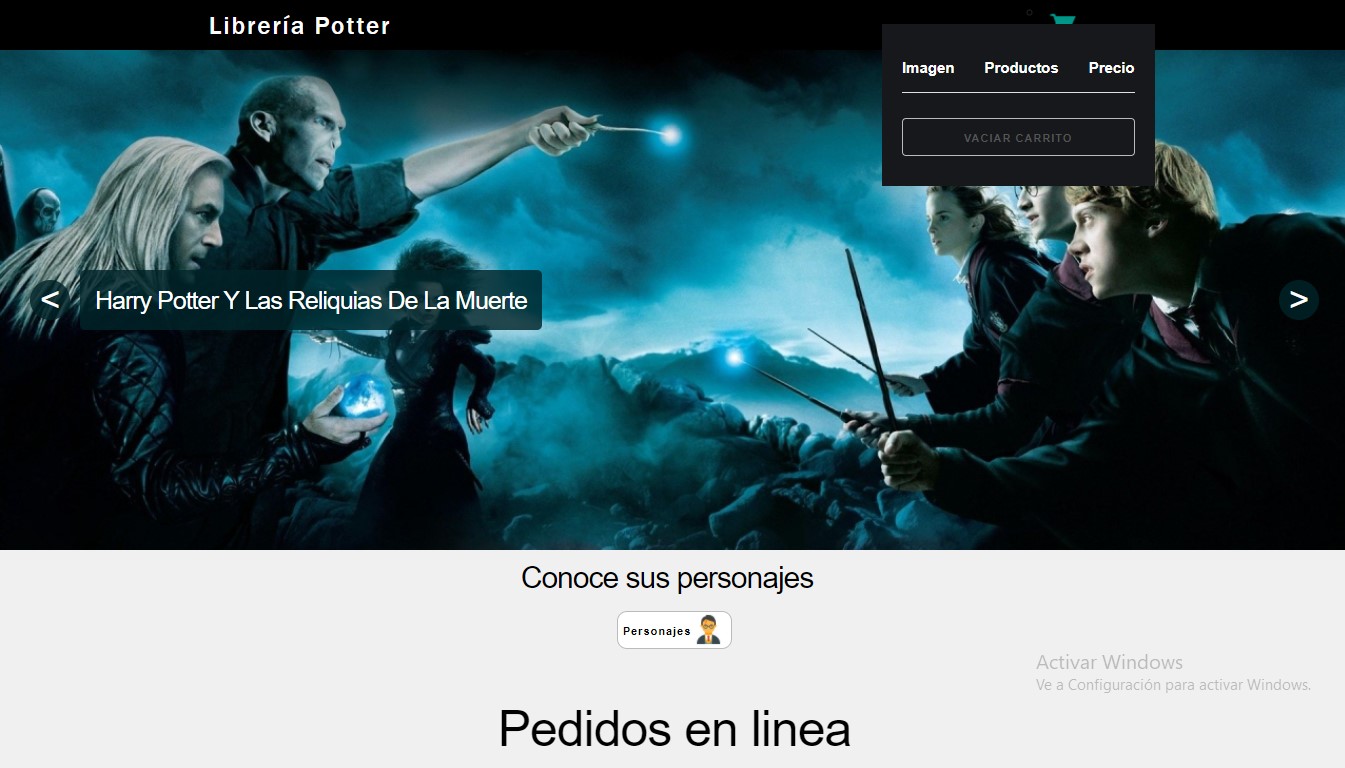 Librería Potter
Imagen Productos Precio
VACIAR CARRITO
< Harry Potter Y Las Reliquias De La Muerte >
Conoce sus personajes
Personajes
Activar Windows
Ve a Configuración para activar Windows.
Pedidos en linea